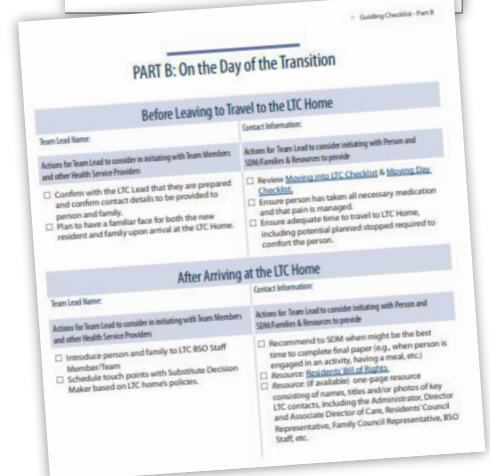 Guiding Checklist - Part B
PART B: On the Day of the Transition
Before Leaving to Travel to the LTC Home
Team Lead Name:
Contact Information:
Actions for Team Lead to consider in initiating with Team Members
and other Health Service Providers
☐ Confirm with the LTC Lead that they are prepared
and confirm contact details to be provided to
person and family.
☐ Plan to have a familiar face for both the new
resident and family upon arrival at the LTC Home.
Actions for Team Lead to consider initiating with Person and
SDM/Families & Resources to provide
☐ Review Moving into LTC Checklist & Moving Day
Checklist.
☐ Ensure person has taken all necessary medication
and that pain is managed.
☐ Ensure adequate time to travel to LTC Home,
including potential planned stopped required to
comfort the person.
After Arriving at the LTC Home
Team Lead Name:
Contact Information:
Actions for Team Lead to consider in initiating with Team Members
and other Health Service Providers
☐ Introduce person and family to LTC BSO Staff
Member/Team
☐ Schedule touch points with Substitute Decision
Maker based on LTC home's policies.
Actions for Team Lead to consider initiating with Person and
SDM/Families & Resources to provide
☐ Recommend to SDM when might be the best
time to complete final paper (e.g., when person is
engaged in an activity, having a meal, etc.)
☐ Resource: Residents' Bill of Rights
☐ Resource: (if available) one-page resource
consisting of names, titles and/or photos of key
LTC contacts, including the Administrator, Director
and Associate Director of Care, Residents' Council
Representative, Family Council Representative, BSO
Staff, etc.